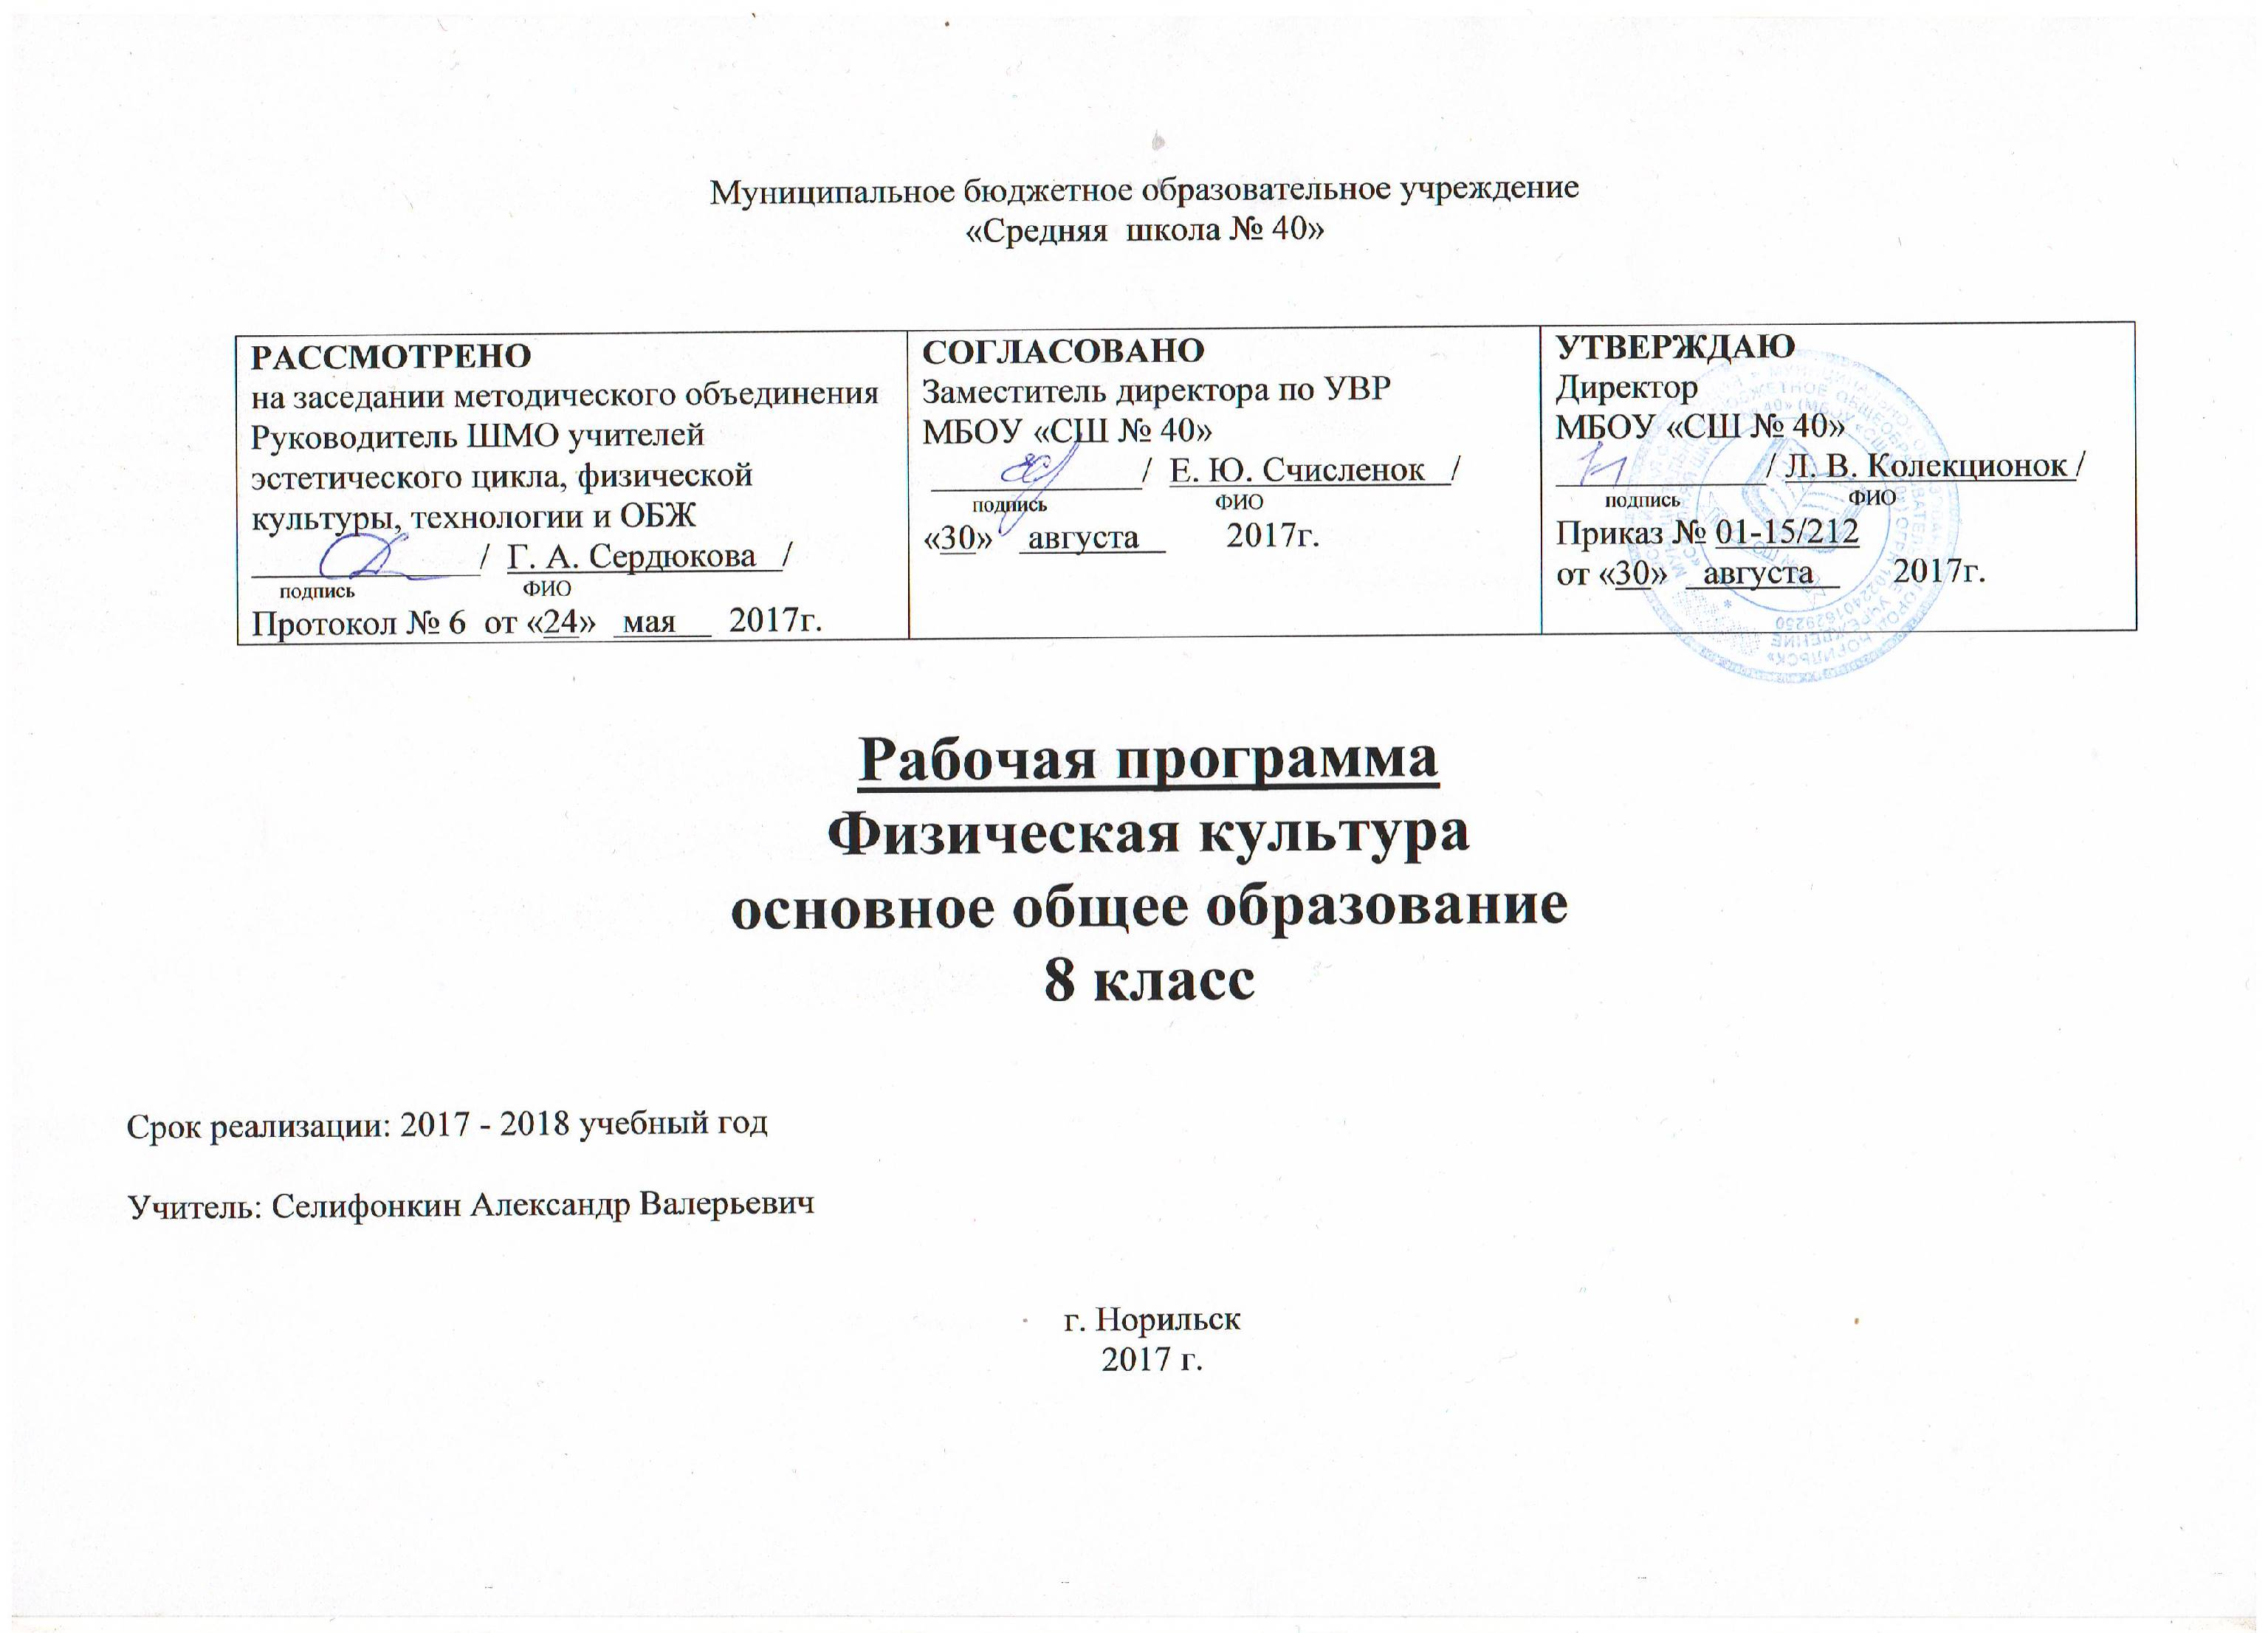 Муниципальное бюджетное образовательное учреждение
«Средняя школа № 40»
РАССМОТРЕНО
на заседании методического объединения
Руководитель ШМО учителей
эстетического цикла, физической
культуры, технологии и ОБЖ
/ Г. А. Сердюкова /
подпись ФИО
Протокол № 6 от «24» мая 2017г.
СОГЛАСОВАНО
Заместитель директора по УВР
МБОУ «СШ № 40»
/ Е. Ю. Счисленок /
подпись ФИО
«30» августа 2017г.
УТВЕРЖДАЮ
Директор
МБОУ «СШ № 40»
/ Л. В. Колекционок /
подпись ФИО
Приказ № 01-15/212
от «30» августа 2017г.
Рабочая программа
Физическая культура
основное общее образование
8 класс
Срок реализации: 2017 - 2018 учебный год
Учитель: Селифонкин Александр Валерьевич
г. Норильск
2017 г.